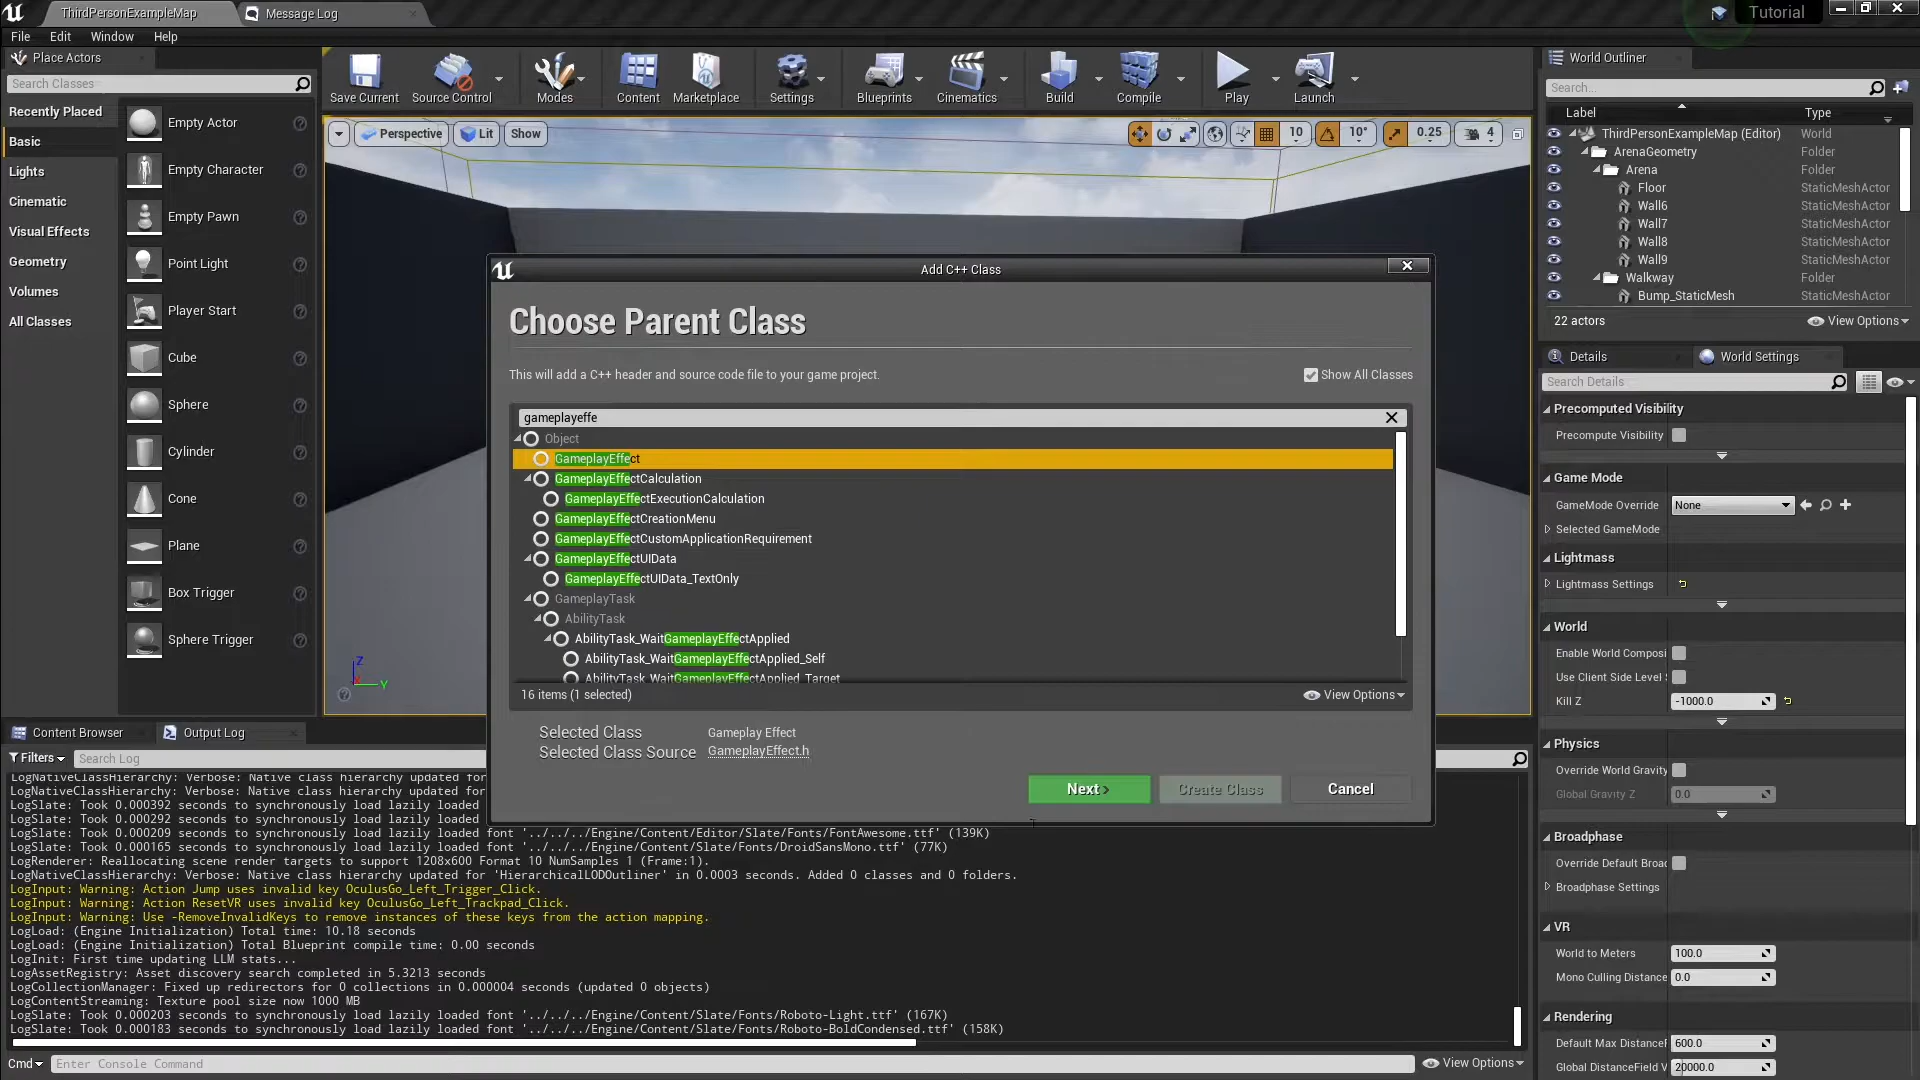 ThirdPersonExampleMap
Message Log
Tutorial
File Edit Window Help
Place Actors
Search Classes
Recently Placed
Basic
Lights
Cinematic
Visual Effects
Geometry
Volumes
All Classes
Empty Actor
Empty Character
Empty Pawn
Point Light
Player Start
Cube
Sphere
Cylinder
Cone
Plane
Box Trigger
Sphere Trigger
Save Current
Source Control
Modes
Content
Marketplace
Settings
Blueprints
Cinematics
Build
Compile
Play
Launch
Perspective
Lit
Show
10
10°
0.25
4
Z
Y
Add C++ Class
Choose Parent Class
This will add a C++ header and source code file to your game project.
Show All Classes
gameplayeffe
Object
GameplayEffect
GameplayEffectCalculation
GameplayEffectExecutionCalculation
GameplayEffectCreationMenu
GameplayEffectCustomApplicationRequirement
GameplayEffectUIData
GameplayEffectUIData_TextOnly
GameplayTask
AbilityTask
AbilityTask_WaitGameplayEffectApplied
AbilityTask_WaitGameplayEffectApplied_Self
AbilityTask_WaitGameplayEffectApplied_Target
16 items (1 selected)
View Options
Selected Class Gameplay Effect
Selected Class Source GameplayEffect.h
Next
Create Class
Cancel
World Outliner
Search...
Label Type
ThirdPersonExampleMap (Editor) World
ArenaGeometry Folder
Arena Folder
Floor StaticMeshActor
Wall6 StaticMeshActor
Wall7 StaticMeshActor
Wall8 StaticMeshActor
Wall9 StaticMeshActor
Walkway Folder
Bump_StaticMesh StaticMeshActor
22 actors
View Options
Details
World Settings
Search Details
Precomputed Visibility
Precompute Visibility
Game Mode
GameMode Override None
Selected GameMode
Lightmass
Lightmass Settings
World
Enable World Composi
Use Client Side Level
Kill Z -1000.0
Physics
Override World Gravity
Global Gravity Z 0.0
Broadphase
Override Default Broad
Broadphase Settings
VR
World to Meters 100.0
Mono Culling Distance 0.0
Rendering
Default Max DistanceF 600.0
Global DistanceField V 20000.0
Content Browser
Output Log
Filters
Search Log
LogNativeClassHierarchy: Verbose: Native class hierarchy updated for
LogNativeClassHierarchy: Verbose: Native class hierarchy updated for
LogSlate: Took 0.000392 seconds to synchronously load lazily loaded
LogSlate: Took 0.000292 seconds to synchronously load lazily loaded
LogSlate: Took 0.000209 seconds to synchronously load lazily loaded font '../../../Engine/Content/Editor/Slate/Fonts/FontAwesome.ttf' (139K)
LogSlate: Took 0.000165 seconds to synchronously load lazily loaded font '../../../Engine/Content/Slate/Fonts/DroidSansMono.ttf' (77K)
LogRenderer: Reallocating scene render targets to support 1208x600 Format 10 NumSamples 1 (Frame:1).
LogNativeClassHierarchy: Verbose: Native class hierarchy updated for 'HierarchicalLODOutliner' in 0.0003 seconds. Added 0 classes and 0 folders.
LogInput: Warning: Action Jump uses invalid key OculusGo_Left_Trigger_Click.
LogInput: Warning: Action ResetVR uses invalid key OculusGo_Left_Trackpad_Click.
LogInput: Warning: Use -RemoveInvalidKeys to remove instances of these keys from the action mapping.
LogLoad: (Engine Initialization) Total time: 10.18 seconds
LogLoad: (Engine Initialization) Total Blueprint compile time: 0.00 seconds
LogInit: First time updating LLM stats...
LogAssetRegistry: Asset discovery search completed in 5.3213 seconds
LogCollectionManager: Fixed up redirectors for 0 collections in 0.000004 seconds (updated 0 objects)
LogContentStreaming: Texture pool size now 1000 MB
LogSlate: Took 0.000203 seconds to synchronously load lazily loaded font '../../../Engine/Content/Slate/Fonts/Roboto-Light.ttf' (167K)
LogSlate: Took 0.000183 seconds to synchronously load lazily loaded font '../../../Engine/Content/Slate/Fonts/Roboto-BoldCondensed.ttf' (158K)
Cmd
Enter Console Command
View Options